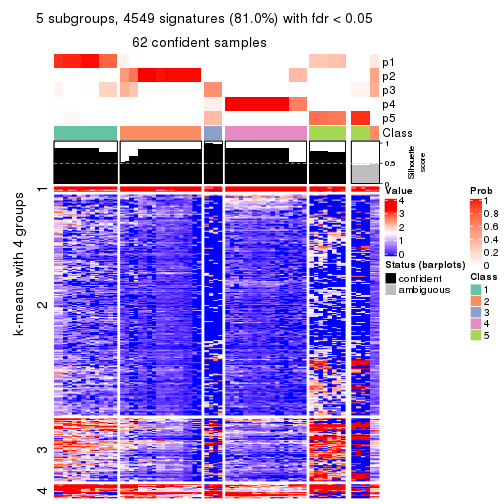 5 subgroups, 4549 signatures (81.0%) with fdr < 0.05
62 confident samples
p1
p2
p3
p4
p5
Class
1
0.5
0
Silhouette
score
k-means with 4 groups
1
2
3
4
Value
4
3
2
1
0
Status (barplots)
confident
ambiguous
Prob
1
0.8
0.6
0.4
0.2
0
Class
1
2
3
4
5